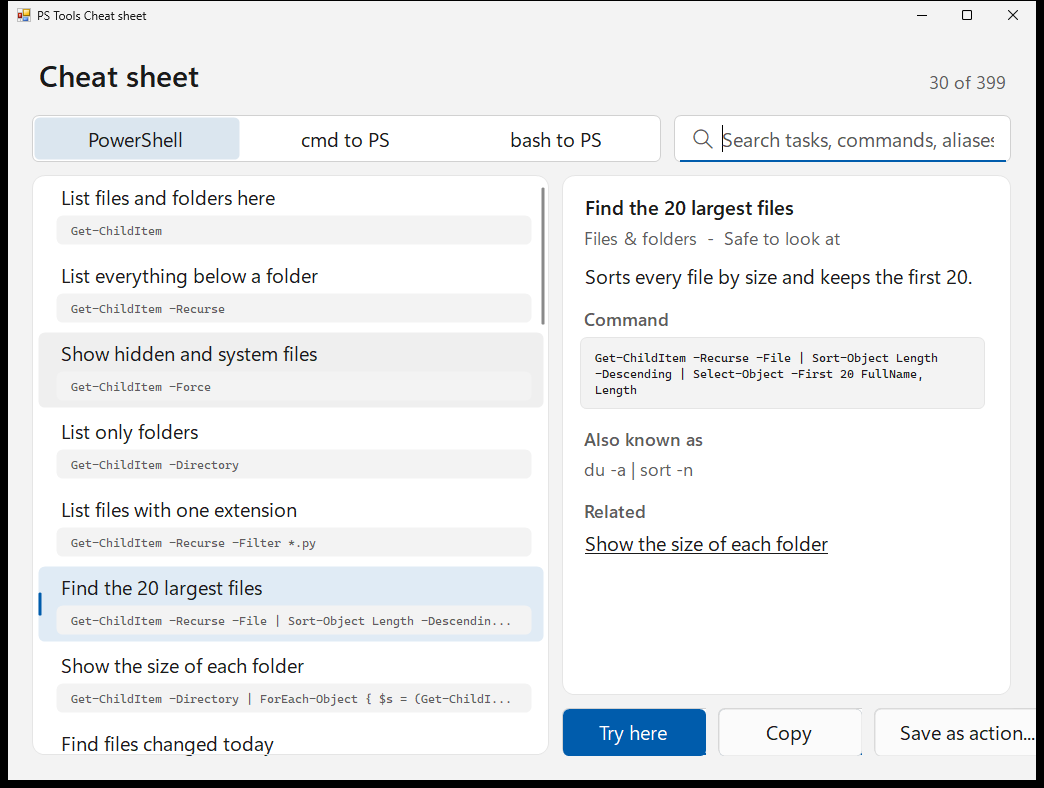 PS Tools Cheat sheet
Cheat sheet
30 of 399
PowerShell
cmd to PS
bash to PS
Search tasks, commands, aliases
List files and folders here
Get-ChildItem
List everything below a folder
Get-ChildItem -Recurse
Show hidden and system files
Get-ChildItem -Force
List only folders
Get-ChildItem -Directory
List files with one extension
Get-ChildItem -Recurse -Filter *.py
Find the 20 largest files
Get-ChildItem -Recurse -File | Sort-Object Length -Descendin...
Show the size of each folder
Get-ChildItem -Directory | ForEach-Object { $s = (Get-ChildI...
Find files changed today
Find the 20 largest files
Files & folders - Safe to look at
Sorts every file by size and keeps the first 20.
Command
Get-ChildItem -Recurse -File | Sort-Object Length
-Descending | Select-Object -First 20 FullName,
Length
Also known as
du -a | sort -n
Related
Show the size of each folder
Try here
Copy
Save as action...